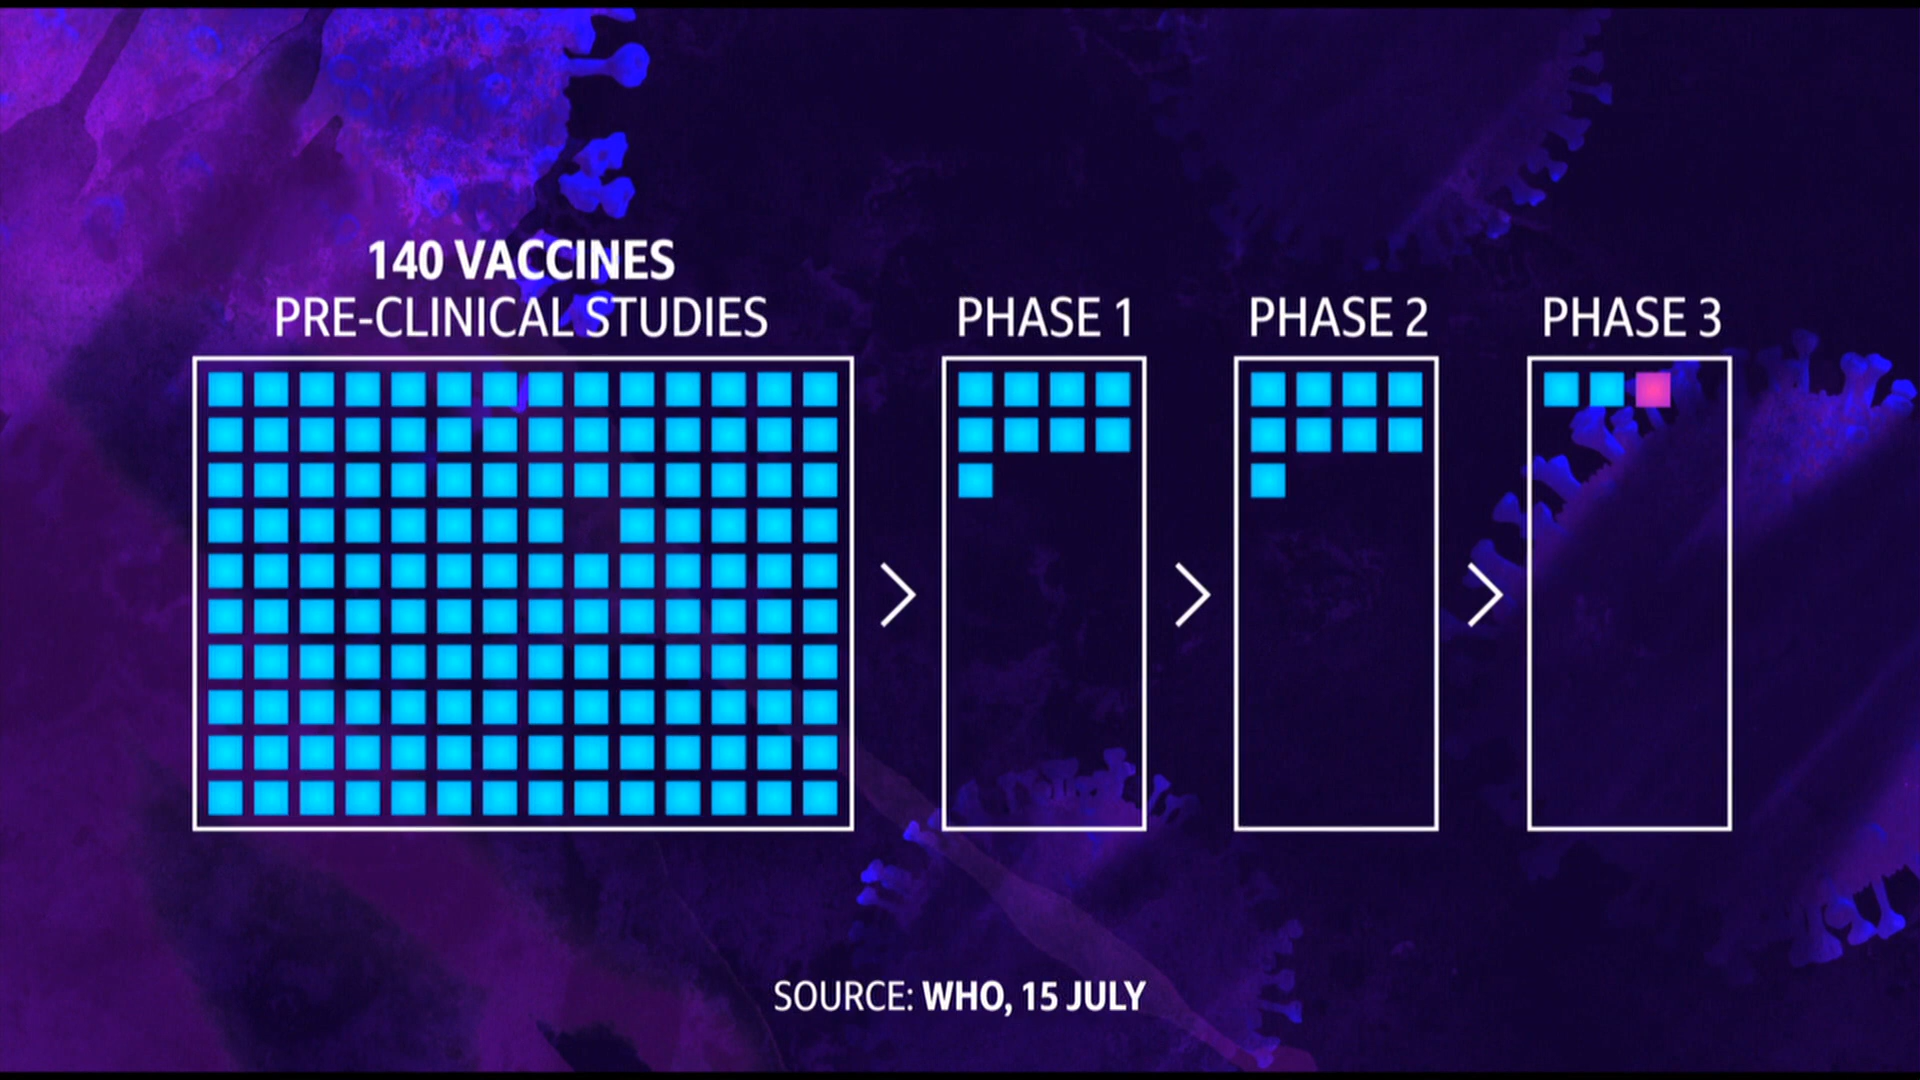 140 VACCINES
PRE-CLINICAL STUDIES
PHASE 1
PHASE 2
PHASE 3
SOURCE: WHO, 15 JULY